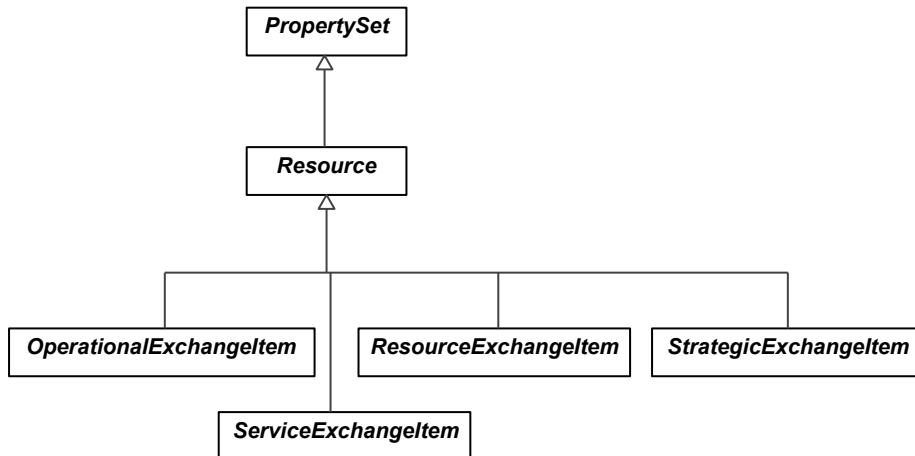 PropertySet
Resource
OperationalExchangeItem
ResourceExchangeItem
StrategicExchangeItem
ServiceExchangeItem